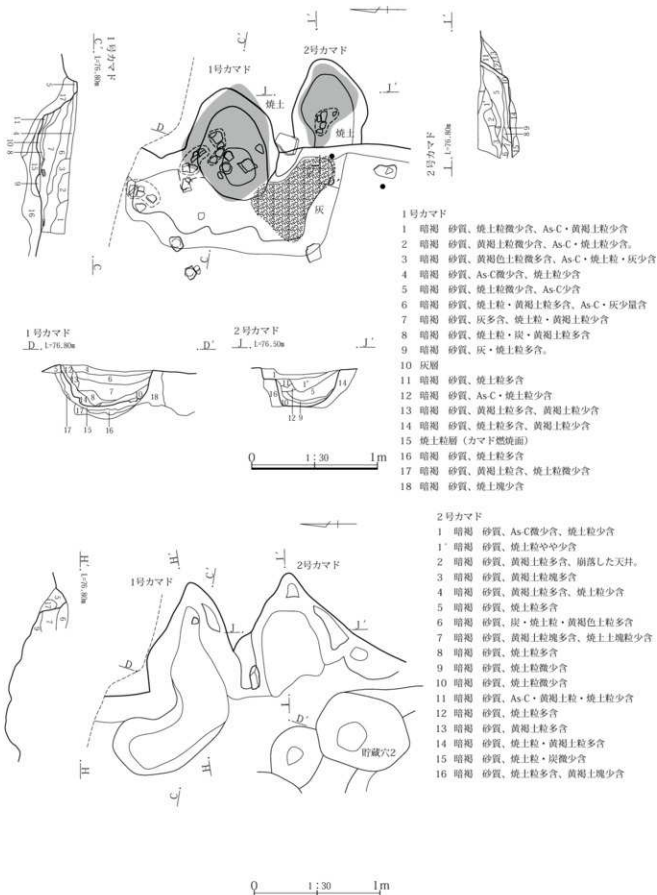 1号カマド
C L=76.80m C'
1号カマド
2号カマド
焼土
焼土
灰
2号カマド
L=76.80m
1号カマド
D L=76.80m D'
2号カマド
J L=76.50m J'
0 1:30 1m
1号カマド
1 暗褐 砂質、焼土粒微少含、As-C・黄褐土粒少含
2 暗褐 砂質、黄褐土粒微少含、As-C・焼土粒少含。
3 暗褐 砂質、黄褐色土粒微多含、As-C・焼土粒・灰少含
4 暗褐 砂質、As-C微少含、焼土粒少含
5 暗褐 砂質、焼土粒微少含、As-C少含
6 暗褐 砂質、焼土粒・黄褐土粒多含、As-C・灰少量含
7 暗褐 砂質、灰多含、焼土粒・黄褐土粒少含
8 暗褐 砂質、焼土粒・炭・黄褐土粒多含
9 暗褐 砂質、灰・焼土粒多含。
10 灰層
11 暗褐 砂質、焼土粒多含
12 暗褐 砂質、As-C・焼土粒少含
13 暗褐 砂質、黄褐土粒多含、黄褐土粒少含
14 暗褐 砂質、焼土粒多含、黄褐土粒少含
15 焼土粒層（カマド燃焼面）
16 暗褐 砂質、焼土粒多含
17 暗褐 砂質、黄褐土粒含、焼土粒微少含
18 暗褐 砂質、焼土塊少含
H L=76.80m H'
1号カマド
2号カマド
貯蔵穴2
2号カマド
1 暗褐 砂質、As-C微少含、焼土粒少含
1' 暗褐 砂質、焼土粒やや少含
2 暗褐 砂質、黄褐土粒多含、崩落した天井。
3 暗褐 砂質、黄褐土粒塊多含
4 暗褐 砂質、黄褐土粒多含、焼土粒少含
5 暗褐 砂質、焼土粒多含
6 暗褐 砂質、炭・焼土粒・黄褐色土粒多含
7 暗褐 砂質、黄褐土粒塊多含、焼土土塊粒少含
8 暗褐 砂質、焼土粒多含
9 暗褐 砂質、焼土粒微少含
10 暗褐 砂質、焼土粒微少含
11 暗褐 砂質、As-C・黄褐土粒・焼土粒少含
12 暗褐 砂質、焼土粒多含
13 暗褐 砂質、黄褐土粒多含
14 暗褐 砂質、焼土粒・黄褐土粒多含
15 暗褐 砂質、焼土粒・炭微少含
16 暗褐 砂質、焼土粒多含、黄褐土塊少含
0 1:30 1m